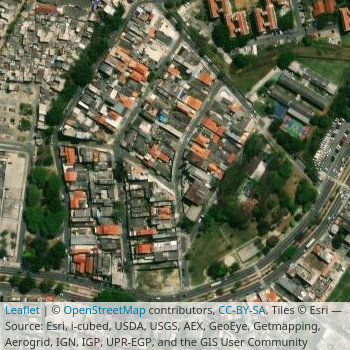 Leaflet | © OpenStreetMap contributors, CC-BY-SA, Tiles © Esri —
Source: Esri, i-cubed, USDA, USGS, AEX, GeoEye, Getmapping,
Aerogrid, IGN, IGP, UPR-EGP, and the GIS User Community